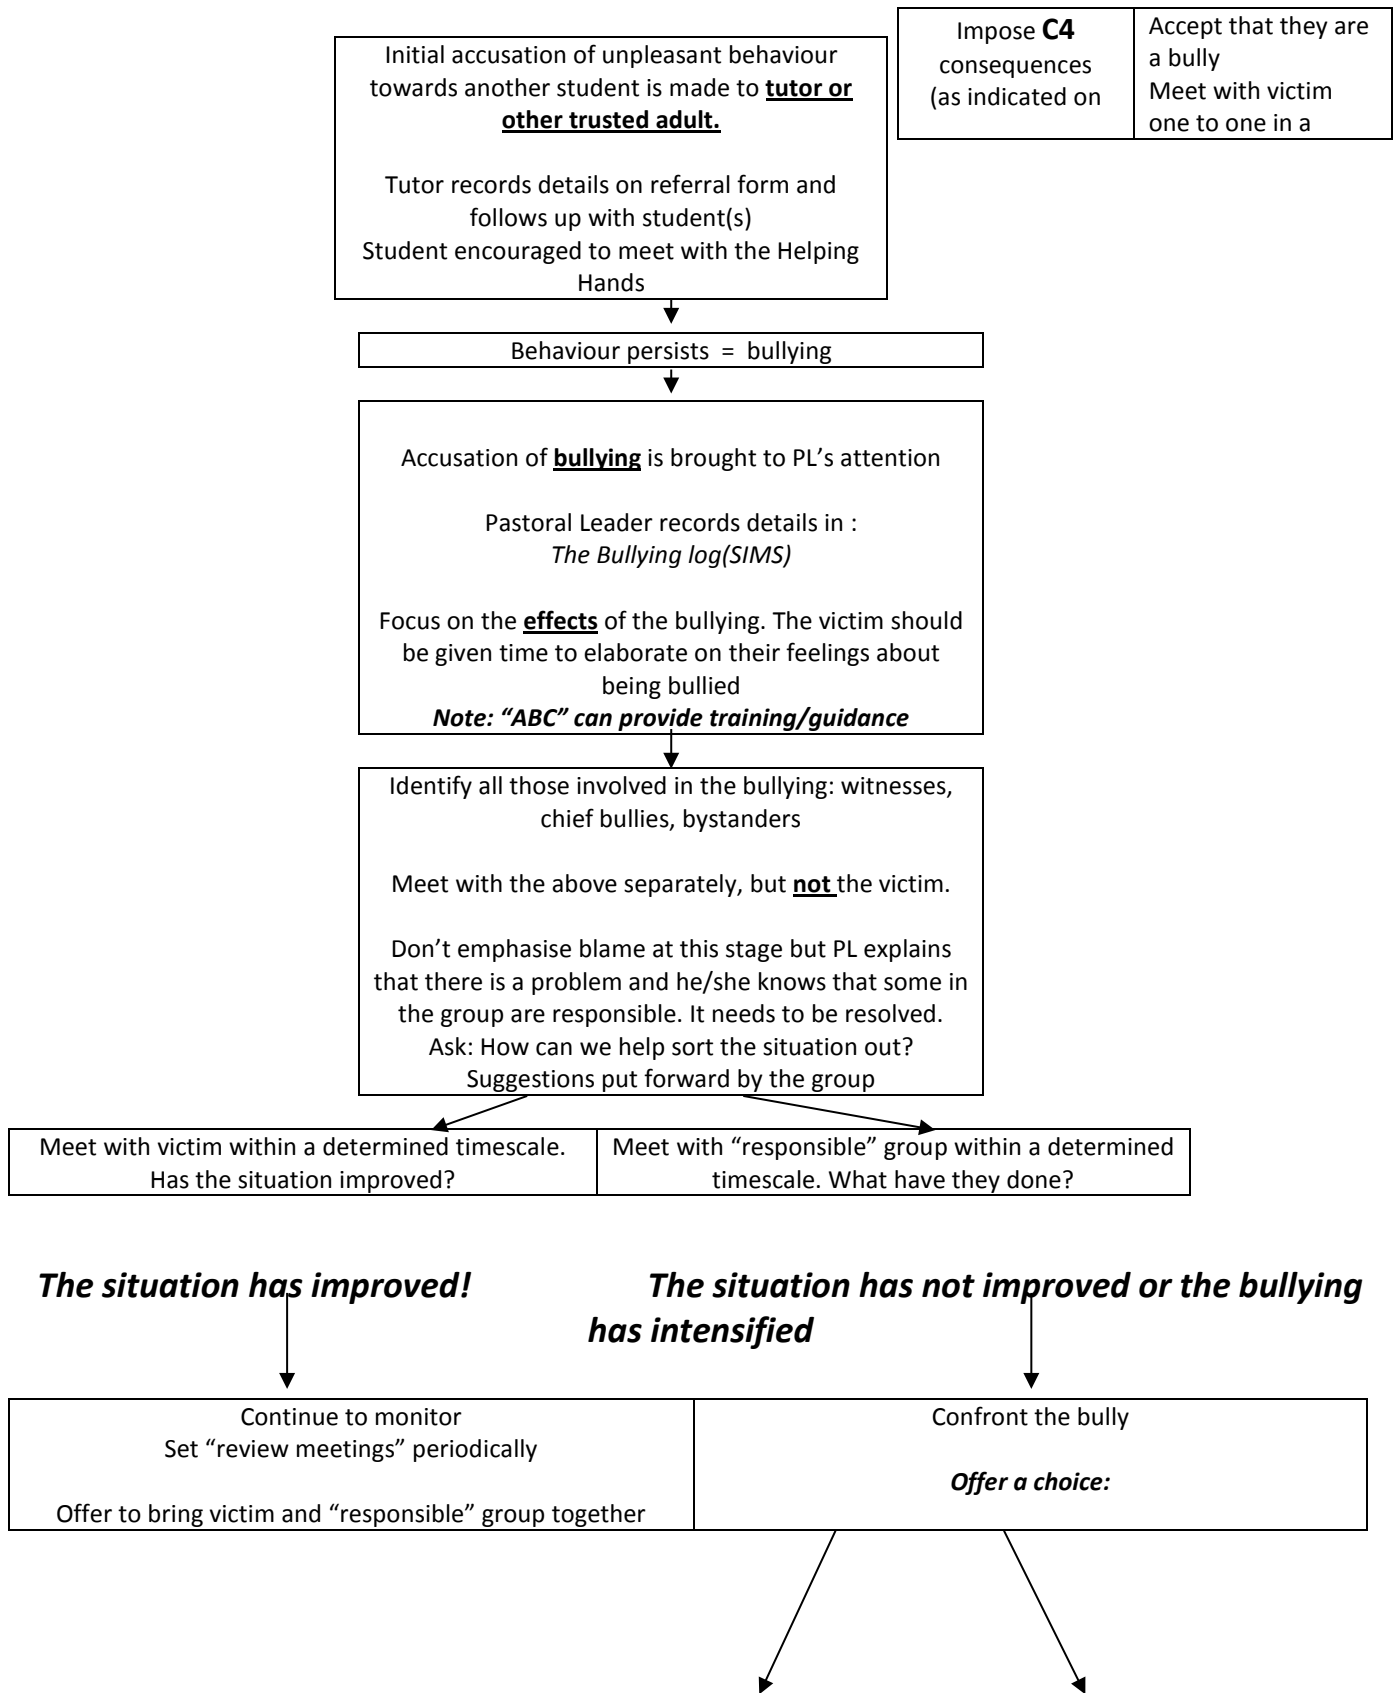 Initial accusation of unpleasant behaviour
towards another student is made to tutor or
other trusted adult.
Tutor records details on referral form and
follows up with student(s)
Student encouraged to meet with the Helping
Hands
Impose C4
consequences
(as indicated on
Accept that they are
a bully
Meet with victim
one to one in a
Behaviour persists = bullying
Accusation of bullying is brought to PL’s attention
Pastoral Leader records details in :
The Bullying log(SIMS)
Focus on the effects of the bullying. The victim should
be given time to elaborate on their feelings about
being bullied
Note: “ABC” can provide training/guidance
Identify all those involved in the bullying: witnesses,
chief bullies, bystanders
Meet with the above separately, but not the victim.
Don’t emphasise blame at this stage but PL explains
that there is a problem and he/she knows that some in
the group are responsible. It needs to be resolved.
Ask: How can we help sort the situation out?
Suggestions put forward by the group
Meet with victim within a determined timescale.
Has the situation improved?
Meet with “responsible” group within a determined
timescale. What have they done?
The situation has improved!
The situation has not improved or the bullying
has intensified
Continue to monitor
Set “review meetings” periodically
Offer to bring victim and “responsible” group together
Confront the bully
Offer a choice: